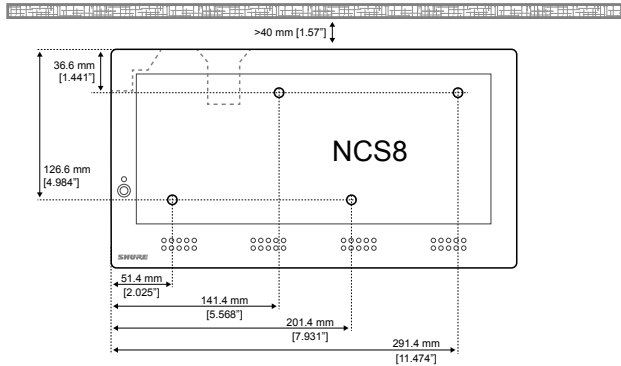 >40 mm [1.57”]
36.6 mm
[1.441”]
NCS8
126.6 mm
[4.984”]
SHURE
51.4 mm
[2.025”]
141.4 mm
[5.568”]
201.4 mm
[7.931”]
291.4 mm
[11.474”]